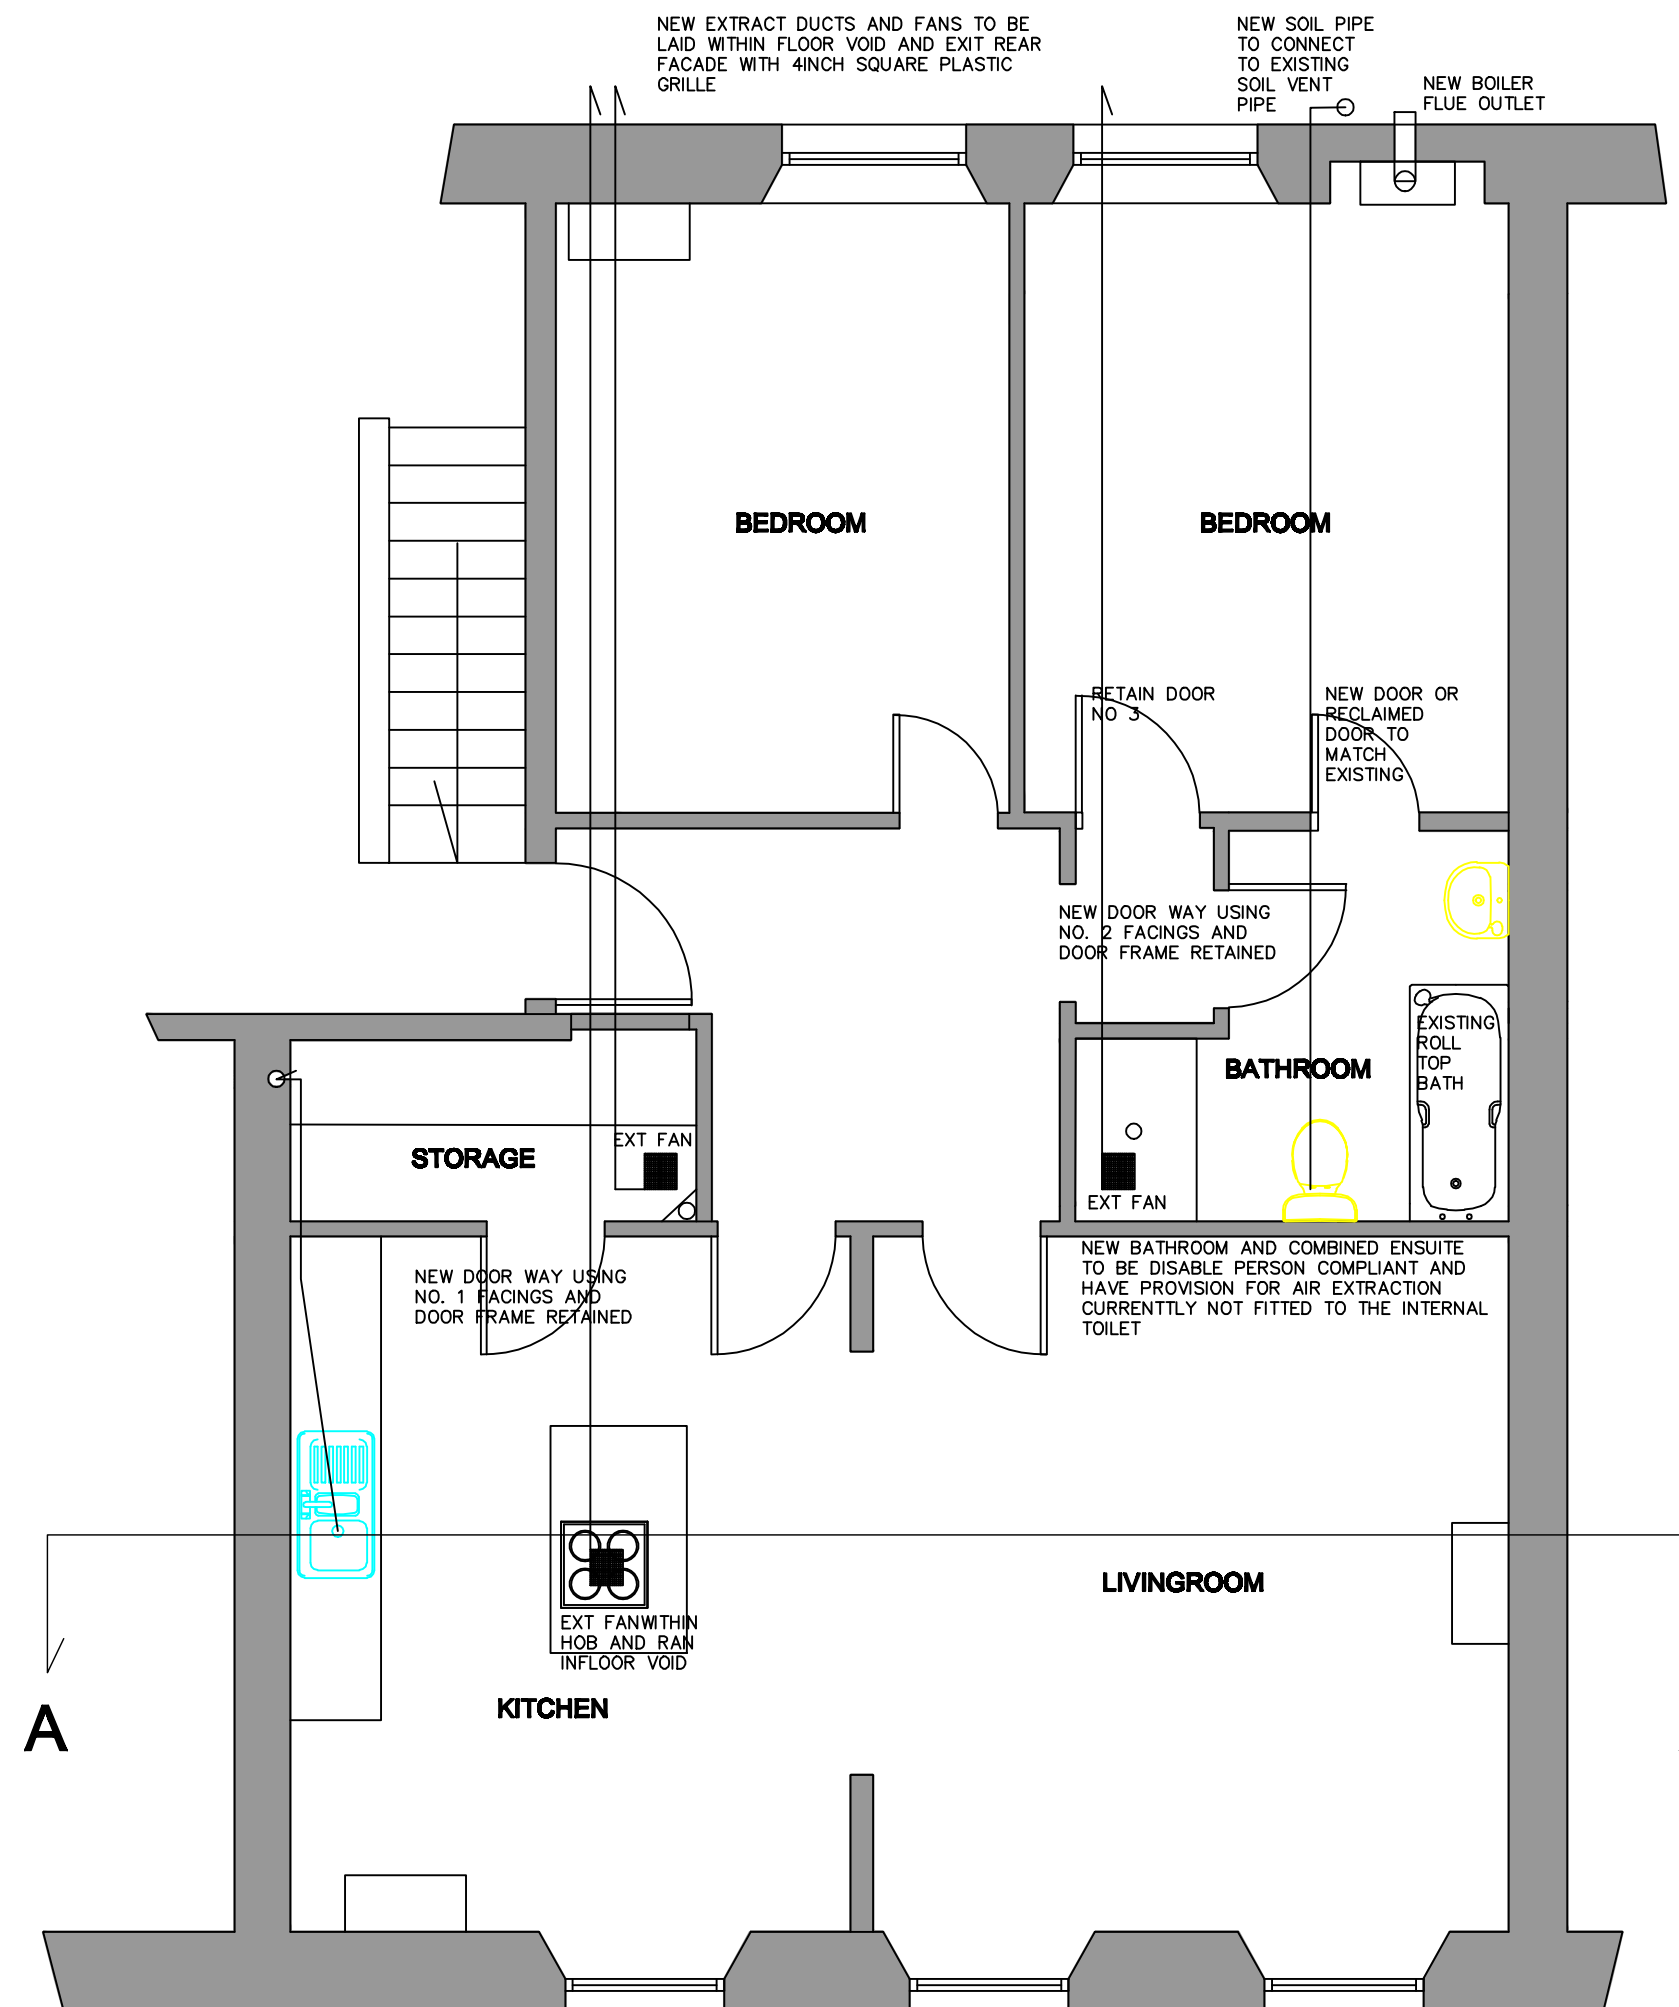 NEW EXTRACT DUCTS AND FANS TO BE
LAID WITHIN FLOOR VOID AND EXIT REAR
FACADE WITH 4INCH SQUARE PLASTIC
GRILLE
NEW SOIL PIPE
TO CONNECT
TO EXISTING
SOIL VENT
PIPE
NEW BOILER
FLUE OUTLET
BEDROOM
BEDROOM
RETAIN DOOR
NO 3
NEW DOOR OR
RECLAIMED
DOOR TO
MATCH
EXISTING
NEW DOOR WAY USING
NO. 2 FACINGS AND
DOOR FRAME RETAINED
EXISTING
ROLL
TOP
BATH
BATHROOM
EXT FAN
STORAGE
EXT FAN
NEW BATHROOM AND COMBINED ENSUITE
TO BE DISABLE PERSON COMPLIANT AND
HAVE PROVISION FOR AIR EXTRACTION
CURRENTTLY NOT FITTED TO THE INTERNAL
TOILET
NEW DOOR WAY USING
NO. 1 FACINGS AND
DOOR FRAME RETAINED
LIVINGROOM
EXT FANWITHIN
HOB AND RAN
INFLOOR VOID
KITCHEN
A